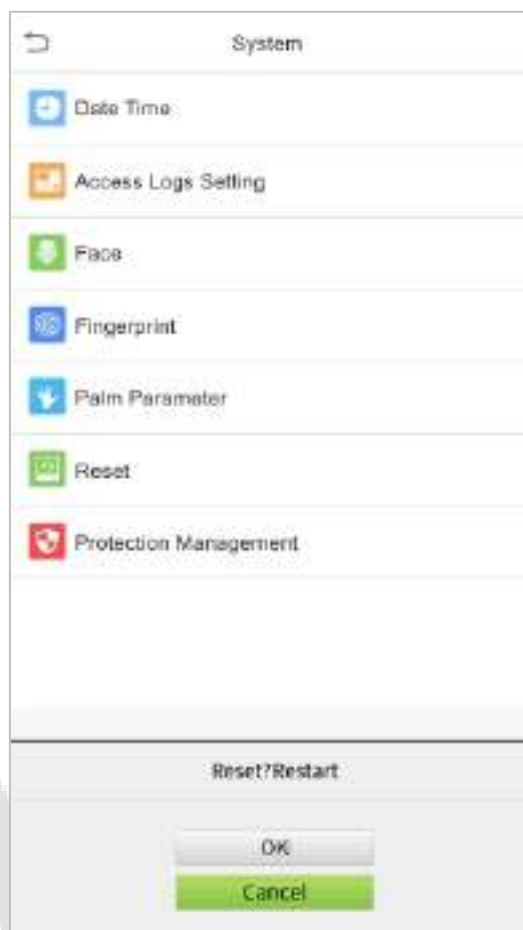 System
Date Time
Access Logs Setting
Face
Fingerprint
Palm Parameter
Reset
Protection Management
Reset?Restart
OK
Cancel